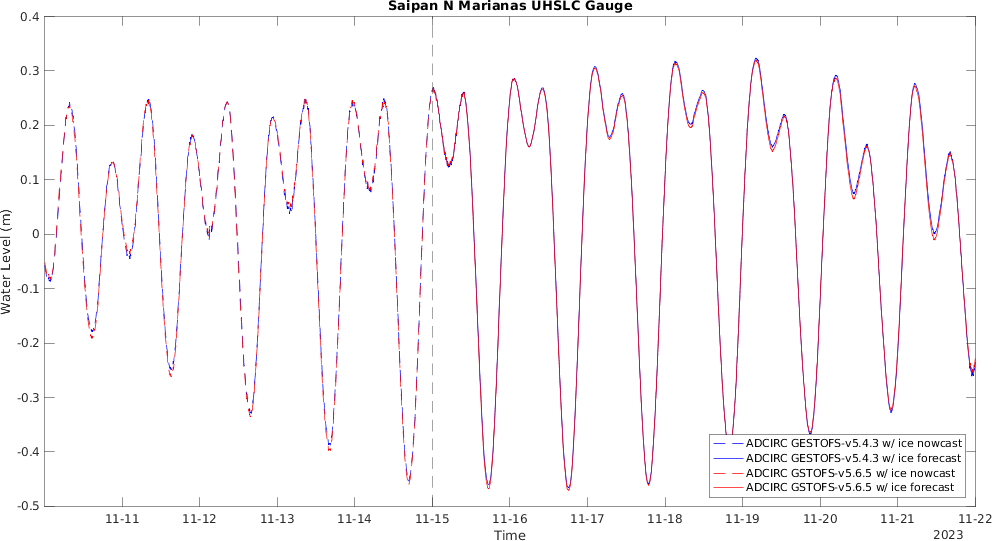 Saipan N Marianas UHSLC Gauge
0.4
0.3
0.2
0.1
0
-0.1
-0.2
-0.3
-0.4
-0.5
Water Level (m)
ADCIRC GESTOFS-v5.4.3 w/ ice nowcast
ADCIRC GESTOFS-v5.4.3 w/ ice forecast
ADCIRC GSTOFS-v5.6.5 w/ ice nowcast
ADCIRC GSTOFS-v5.6.5 w/ ice forecast
11-11 11-12 11-13 11-14 11-15 11-16 11-17 11-18 11-19 11-20 11-21 11-22
Time
2023